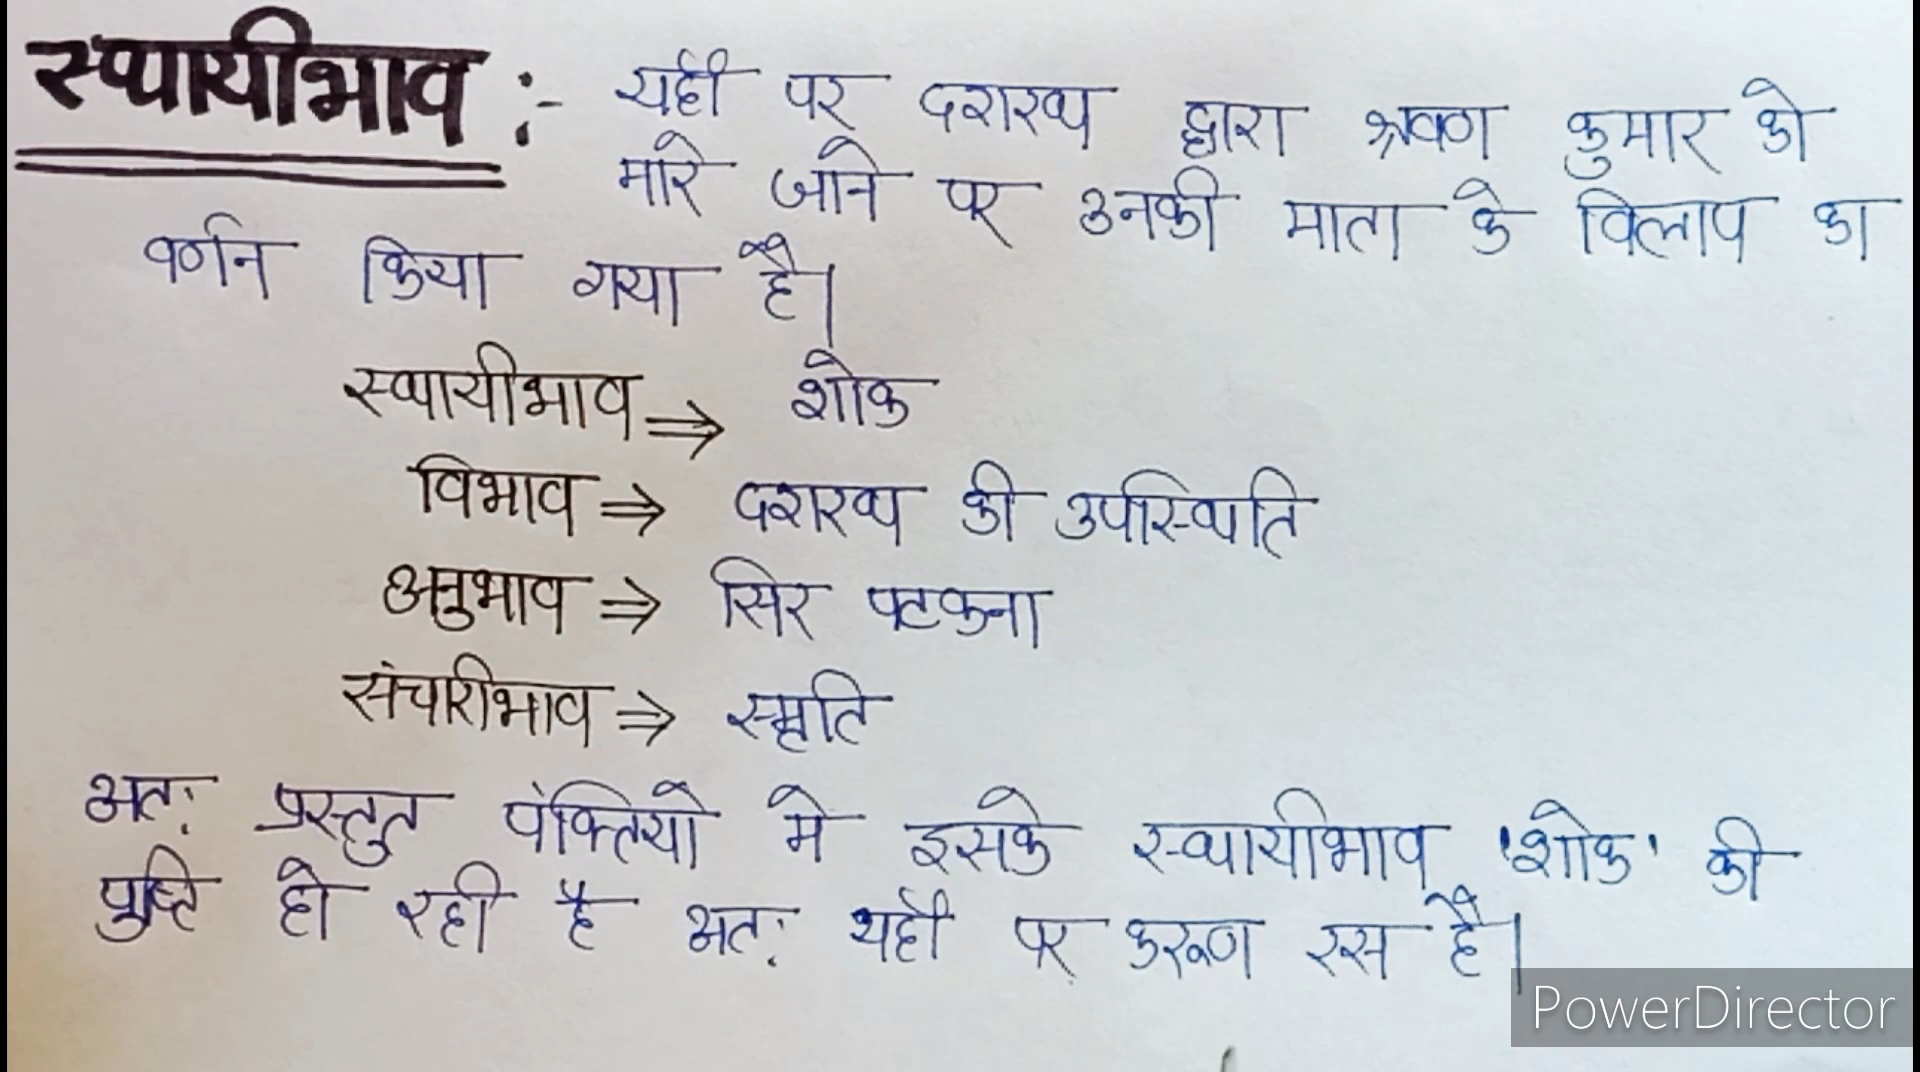 स्थायीभाव :- यहाँ पर दशरथ द्वारा श्रवण कुमार को
मारे जाने पर उनकी माता के विलाप का
वर्णन किया गया है।
स्थायीभाव ⇒ शोक
विभाव ⇒ दशरथ की उपस्थिति
अनुभाव ⇒ सिर पटकना
संचारीभाव ⇒ स्मृति
अतः प्रस्तुत पंक्तियो मे इसके स्थायीभाव 'शोक' की
पुष्टि हो रही है अतः यहाँ पर करूण रस है।
PowerDirector